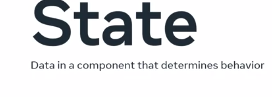 State
Data in a component that determines behavior